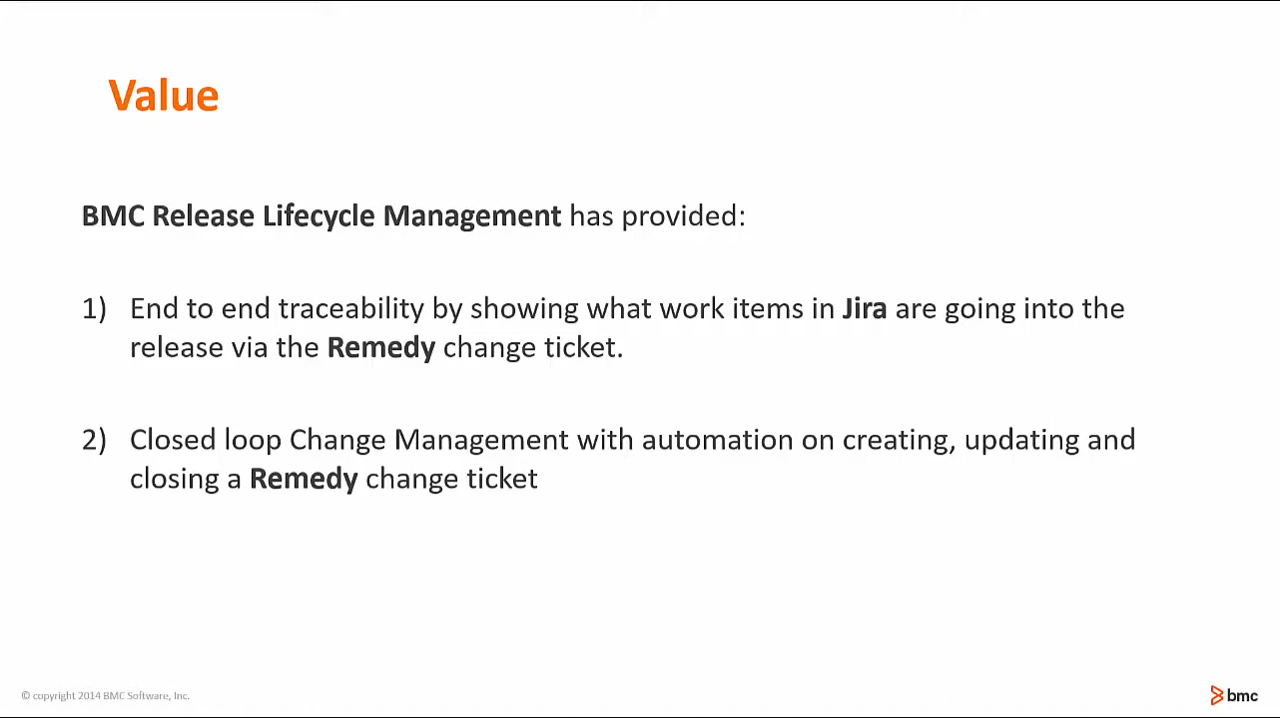 Value
BMC Release Lifecycle Management has provided:
1) End to end traceability by showing what work items in Jira are going into the
release via the Remedy change ticket.
2) Closed loop Change Management with automation on creating, updating and
closing a Remedy change ticket
© copyright 2014 BMC Software, Inc.
bmc